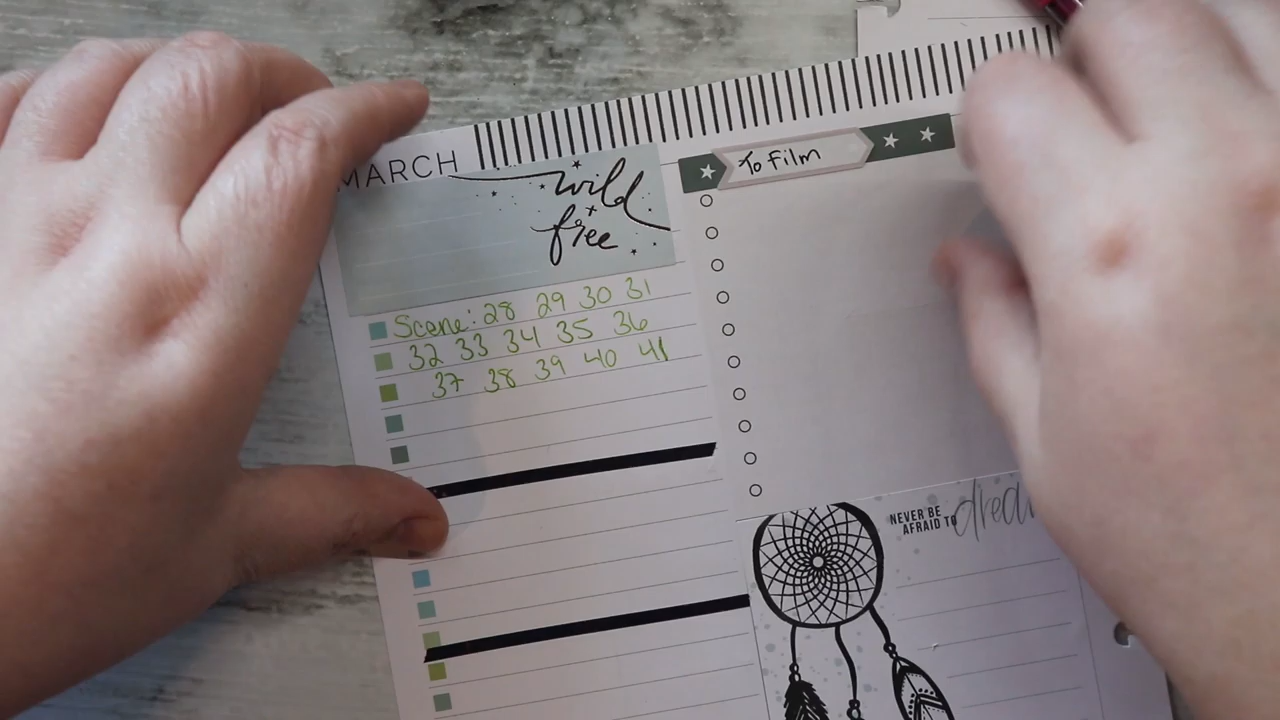 MARCH
wild
+
free
Scene: 28 29 30 31
32 33 34 35 36
37 38 39 40 41
To Film
NEVER BE
AFRAID TO